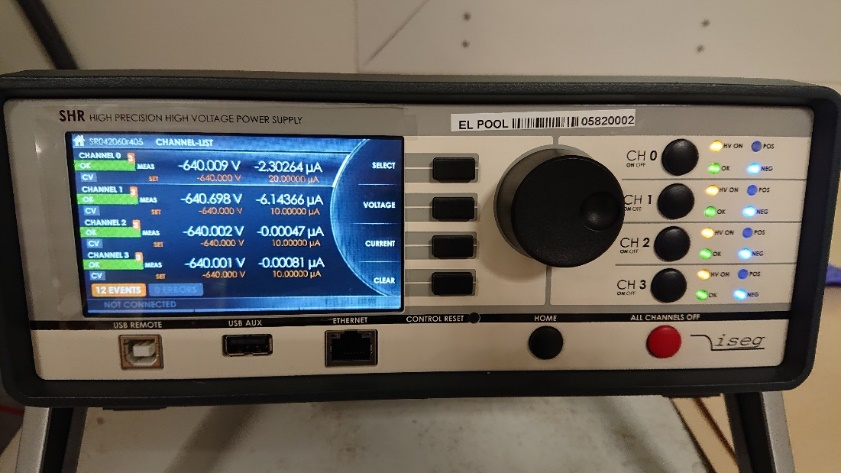 SHR HIGH PRECISION HIGH VOLTAGE POWER SUPPLY
EL POOL 05820002
SR042060r405 CHANNEL-LIST
CHANNEL 0
OK MEAS -640.009 V -2.30264 µA
CV SET -640.000 V 20.00000 µA
CHANNEL 1
OK MEAS -640.698 V -6.14366 µA
CV SET -640.000 V 10.00000 µA
CHANNEL 2
OK MEAS -640.002 V -0.00047 µA
CV SET -640.000 V 10.00000 µA
CHANNEL 3
OK MEAS -640.001 V -0.00081 µA
CV SET -640.000 V 10.00000 µA
12 EVENTS 0 ERRORS
NOT CONNECTED
SELECT
VOLTAGE
CURRENT
CLEAR
CH 0 HV ON POS
ON OFF OK NEG
CH 1 HV ON POS
ON OFF OK NEG
CH 2 HV ON POS
ON OFF OK NEG
CH 3 HV ON POS
ON OFF OK NEG
USB REMOTE
USB AUX
ETHERNET
CONTROL RESET
HOME
ALL CHANNELS OFF
iseg